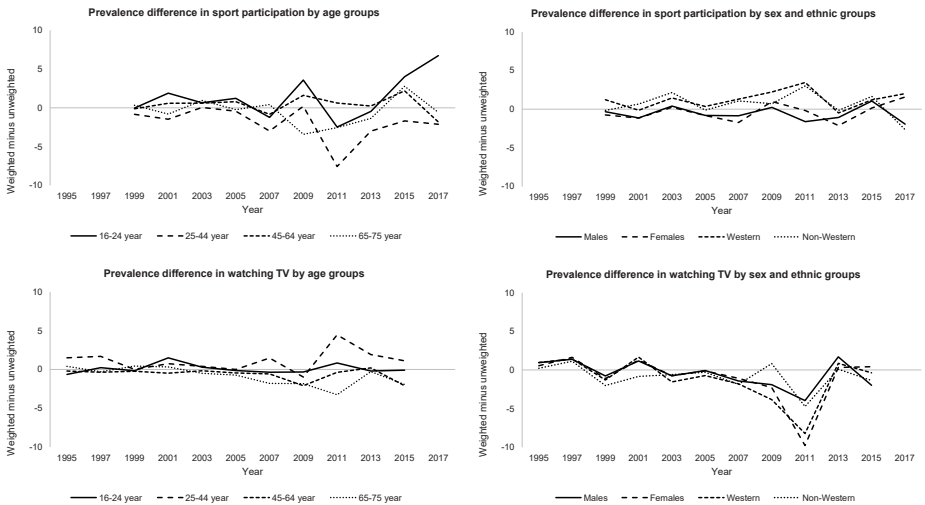 Prevalence difference in sport participation by age groups
10
5
0
-5
-10
Weighted minus unweighted
1995 1997 1999 2001 2003 2005 2007 2009 2011 2013 2015 2017
Year
16-24 year 25-44 year 45-64 year 65-75 year
Prevalence difference in sport participation by sex and ethnic groups
10
5
0
-5
-10
Weighted minus unweighted
1995 1997 1999 2001 2003 2005 2007 2009 2011 2013 2015 2017
Year
Males Females Western Non-Western
Prevalence difference in watching TV by age groups
10
5
0
-5
-10
Weighted minus unweighted
1995 1997 1999 2001 2003 2005 2007 2009 2011 2013 2015 2017
Year
16-24 year 25-44 year 45-64 year 65-75 year
Prevalence difference in watching TV by sex and ethnic groups
10
5
0
-5
-10
Weighted minus unweighted
1995 1997 1999 2001 2003 2005 2007 2009 2011 2013 2015 2017
Year
Males Females Western Non-Western